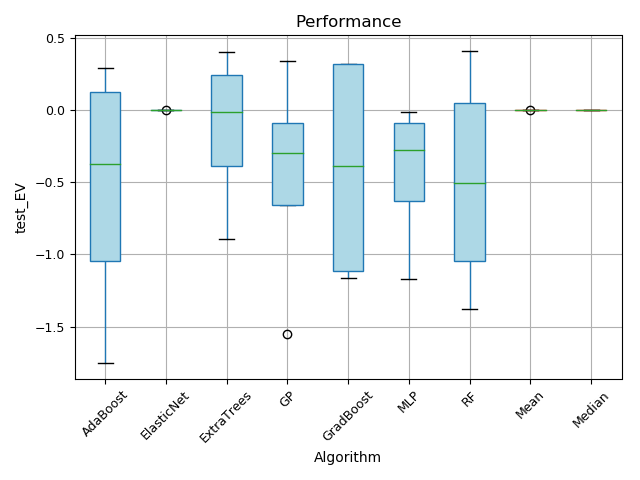 Performance
0.5
0.0
−0.5
−1.0
−1.5
test_EV
AdaBoost
ElasticNet
ExtraTrees
GP
GradBoost
MLP
RF
Mean
Median
Algorithm